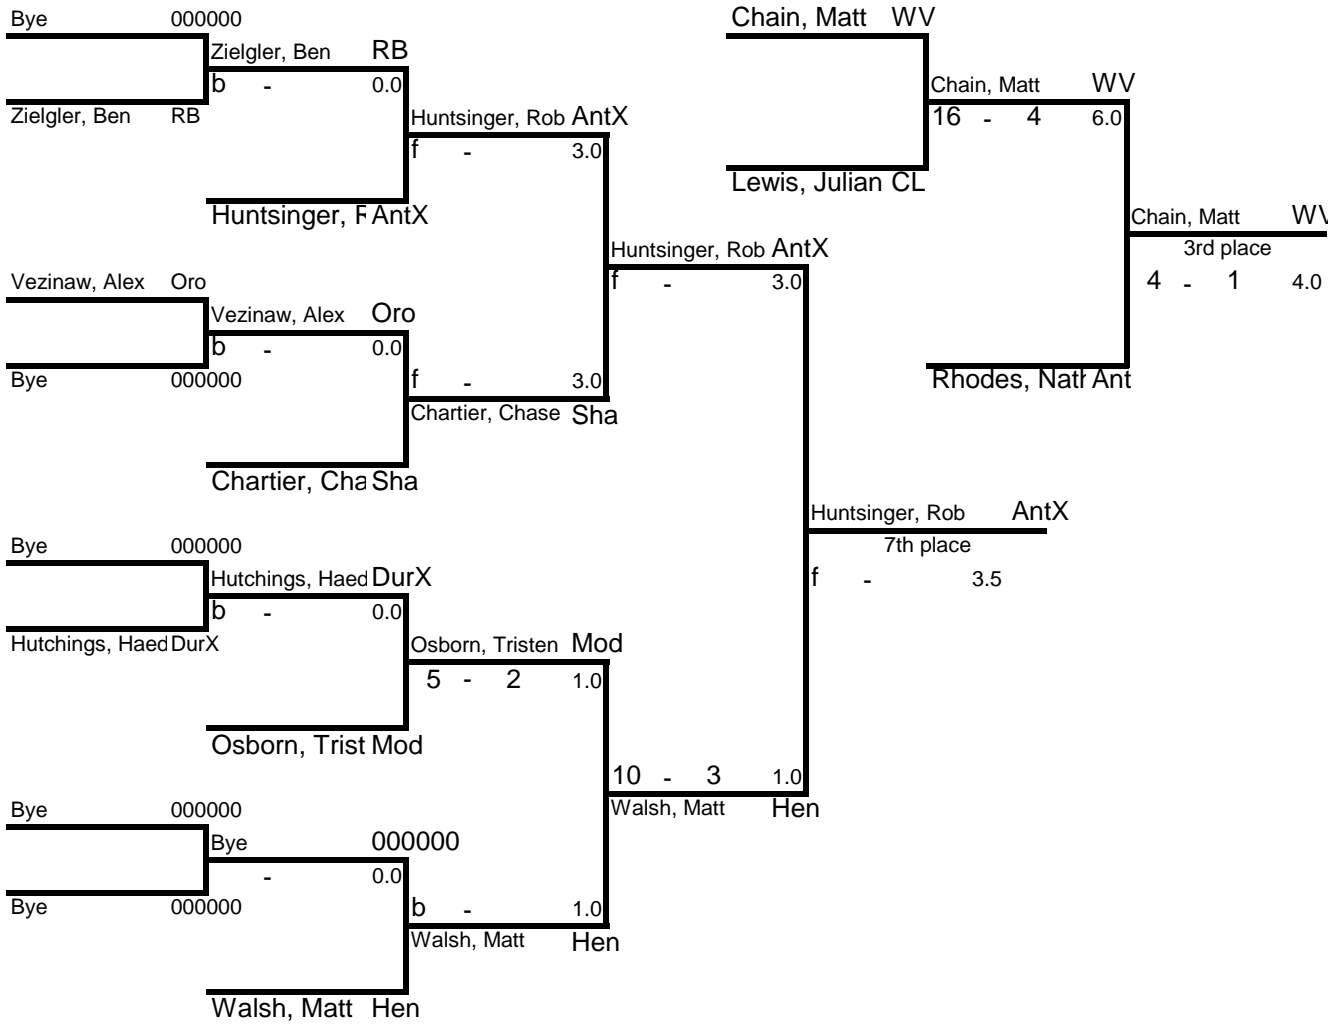 Bye 000000
Chain, Matt WV
Zielgler, Ben RB
b - 0.0
Chain, Matt WV
Zielgler, Ben RB
Huntsinger, Rob AntX
16 - 4 6.0
f - 3.0
Lewis, Julian CL
Huntsinger, F AntX
Chain, Matt WV
Huntsinger, Rob AntX
3rd place
Vezinaw, Alex Oro
f - 3.0
4 - 1 4.0
Vezinaw, Alex Oro
b - 0.0
Bye 000000
f - 3.0
Rhodes, Nath Ant
Chartier, Chase Sha
Chartier, Cha Sha
Huntsinger, Rob AntX
Bye 000000
7th place
Hutchings, Haed DurX
f - 3.5
b - 0.0
Hutchings, Haed DurX
Osborn, Tristen Mod
5 - 2 1.0
Osborn, Trist Mod
10 - 3 1.0
Bye 000000
Walsh, Matt Hen
Bye 000000
- 0.0
Bye 000000
b - 1.0
Walsh, Matt Hen
Walsh, Matt Hen